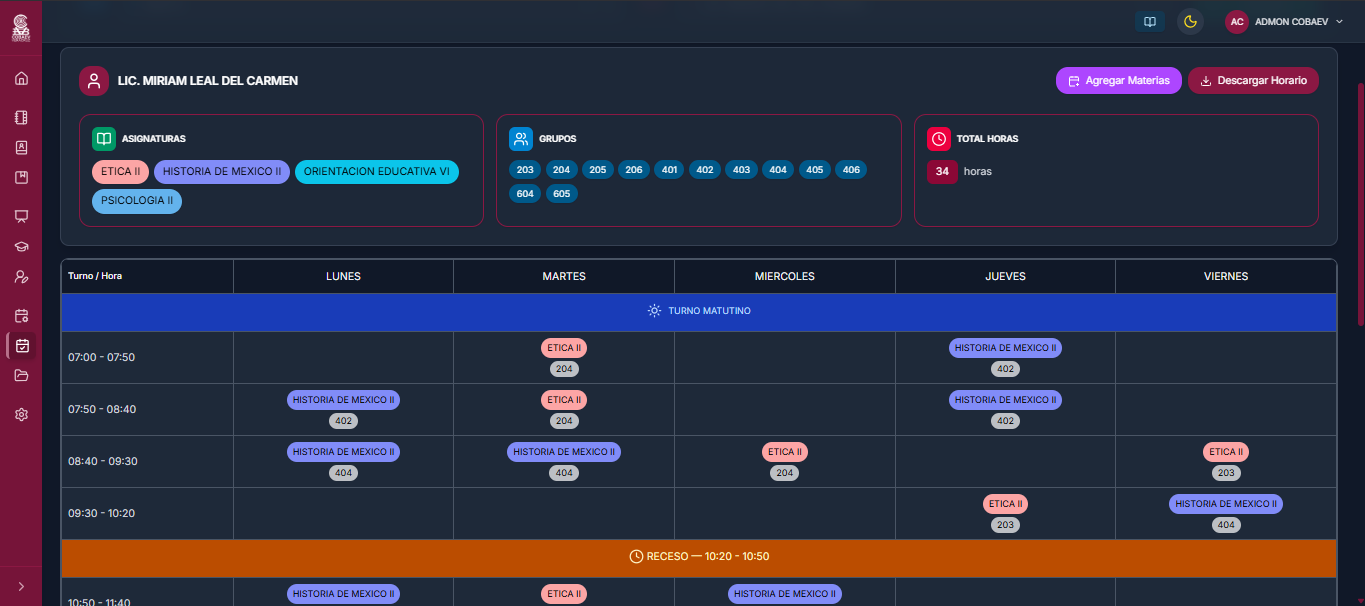 AC ADMON COBAEV
LIC. MIRIAM LEAL DEL CARMEN
Agregar Materias
Descargar Horario
ASIGNATURAS
ETICA II HISTORIA DE MEXICO II ORIENTACION EDUCATIVA VI
PSICOLOGIA II
GRUPOS
203 204 205 206 401 402 403 404 405 406
604 605
TOTAL HORAS
34 horas
Turno / Hora LUNES MARTES MIERCOLES JUEVES VIERNES
TURNO MATUTINO
07:00 - 07:50
ETICA II
204
HISTORIA DE MEXICO II
402
07:50 - 08:40
HISTORIA DE MEXICO II
402
ETICA II
204
HISTORIA DE MEXICO II
402
08:40 - 09:30
HISTORIA DE MEXICO II
404
HISTORIA DE MEXICO II
404
ETICA II
204
ETICA II
203
09:30 - 10:20
ETICA II
203
HISTORIA DE MEXICO II
404
RECESO — 10:20 - 10:50
10:50 - 11:40
HISTORIA DE MEXICO II
ETICA II
HISTORIA DE MEXICO II